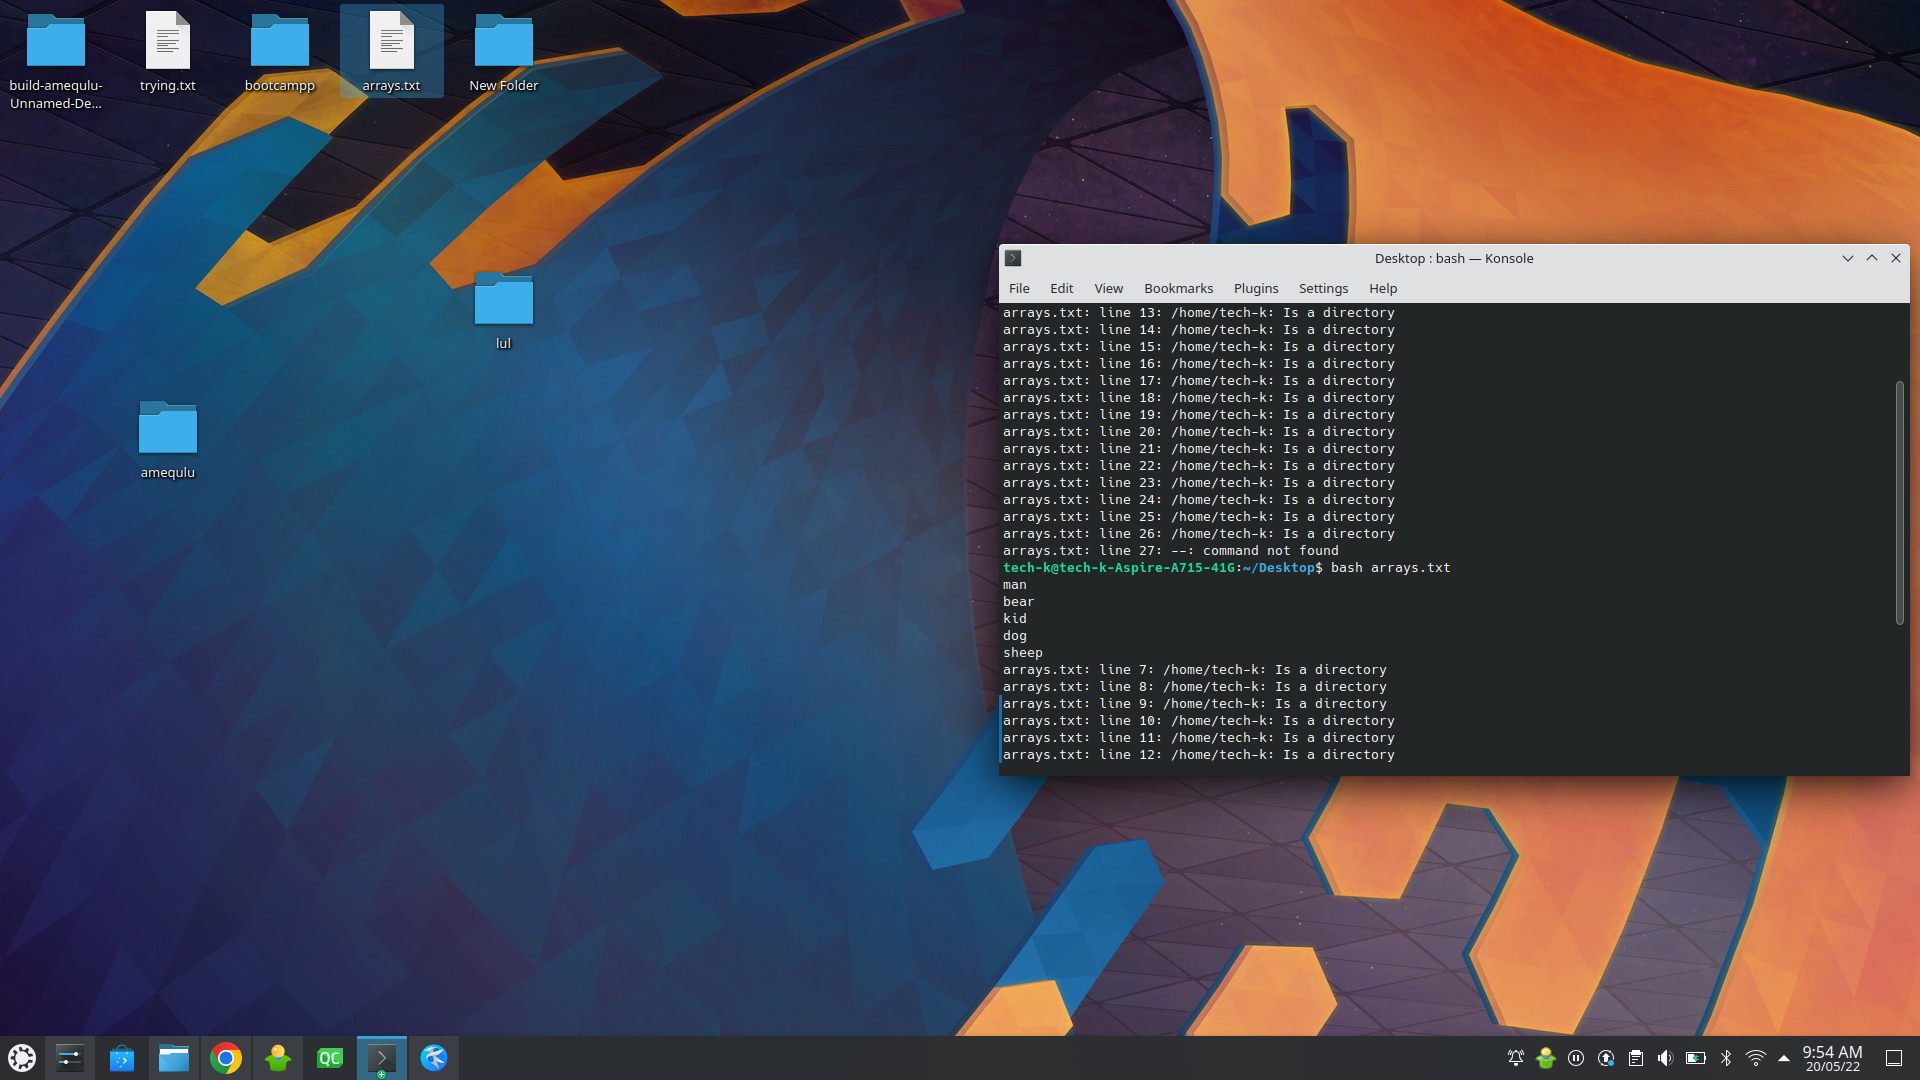 build-amequlu-
Unnamed-De...
trying.txt
bootcampp
arrays.txt
New Folder
lul
amequlu
Desktop : bash — Konsole
File Edit View Bookmarks Plugins Settings Help
arrays.txt: line 13: /home/tech-k: Is a directory
arrays.txt: line 14: /home/tech-k: Is a directory
arrays.txt: line 15: /home/tech-k: Is a directory
arrays.txt: line 16: /home/tech-k: Is a directory
arrays.txt: line 17: /home/tech-k: Is a directory
arrays.txt: line 18: /home/tech-k: Is a directory
arrays.txt: line 19: /home/tech-k: Is a directory
arrays.txt: line 20: /home/tech-k: Is a directory
arrays.txt: line 21: /home/tech-k: Is a directory
arrays.txt: line 22: /home/tech-k: Is a directory
arrays.txt: line 23: /home/tech-k: Is a directory
arrays.txt: line 24: /home/tech-k: Is a directory
arrays.txt: line 25: /home/tech-k: Is a directory
arrays.txt: line 26: /home/tech-k: Is a directory
arrays.txt: line 27: --: command not found
tech-k@tech-k-Aspire-A715-41G:~/Desktop$ bash arrays.txt
man
bear
kid
dog
sheep
arrays.txt: line 7: /home/tech-k: Is a directory
arrays.txt: line 8: /home/tech-k: Is a directory
arrays.txt: line 9: /home/tech-k: Is a directory
arrays.txt: line 10: /home/tech-k: Is a directory
arrays.txt: line 11: /home/tech-k: Is a directory
arrays.txt: line 12: /home/tech-k: Is a directory
QC
9:54 AM
20/05/22